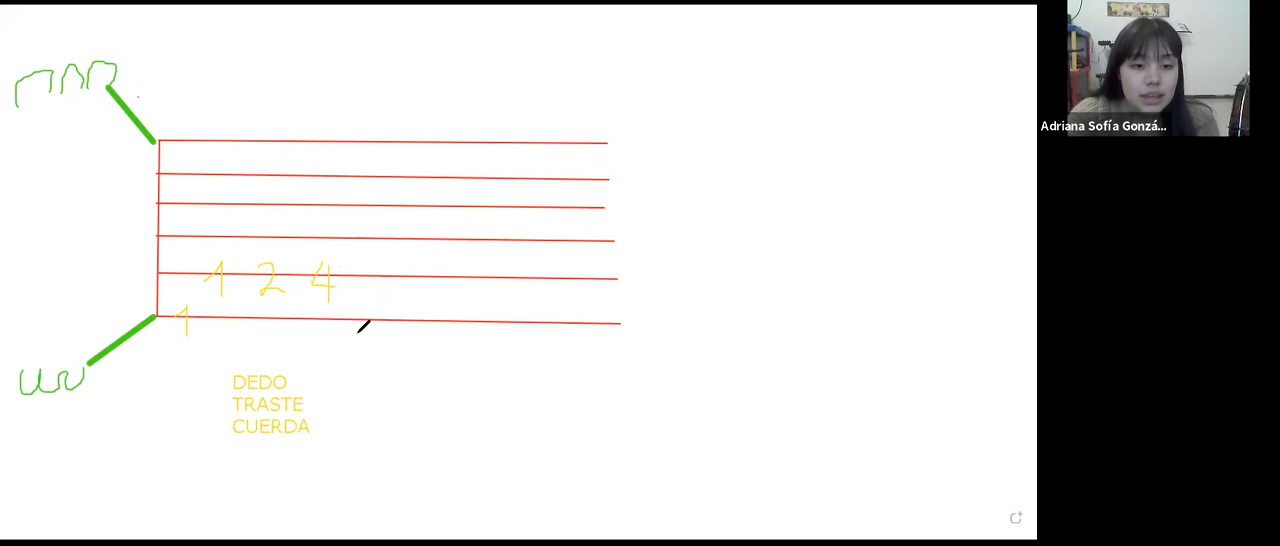 Adriana Sofía Gonzá...
1 2 4
1
DEDO
TRASTE
CUERDA